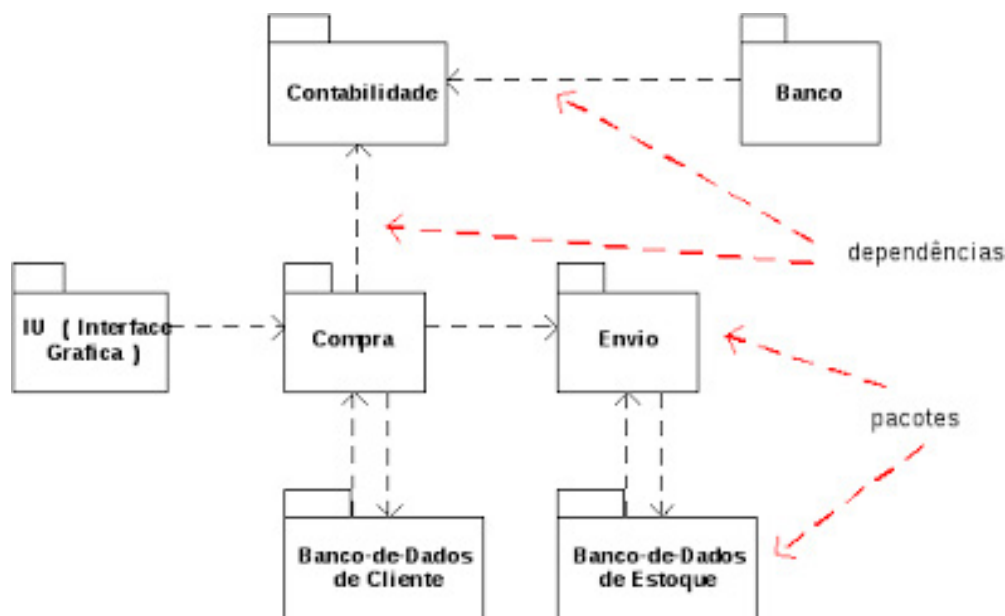 Contabilidade
Banco
dependências
IU ( Interface
Grafica )
Compra
Envio
pacotes
Banco-de-Dados
de Cliente
Banco-de-Dados
de Estoque